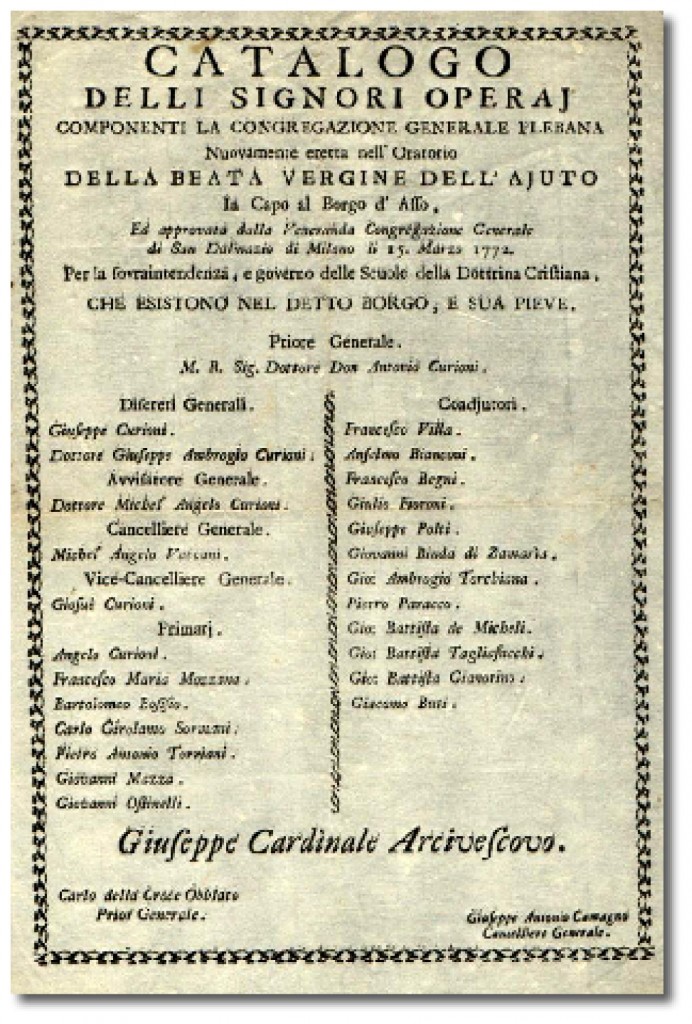 CATALOGO
DELLI SIGNORI OPERAJ
COMPONENTI LA CONGREGAZIONE GENERALE PLEBANA
Nuovamente eretta nell' Oratorio
DELLA BEATA VERGINE DELL' AJUTO
In Capo al Borgo d' Asso,
Ed approvata dalla Veneranda Congregazione Generale
di San Dalmazio di Milano li 15. Marzo 1772.
Per la sovraintendenza, e governo delle Scuole della Dottrina Cristiana,
CHE ESISTONO NEL DETTO BORGO, E SUA PIEVE.
Priore Generale.
M. R. Sig. Dottore Don Antonio Curioni.
Discreti Generali.
Giuseppe Curioni.
Dottore Giuseppe Ambrogio Curioni.
Avvisatore Generale.
Dottore Michel Angelo Curioni.
Cancelliere Generale.
Michel Angelo
Vice-Cancelliere Generale.
Giosuè Curioni.
Primarj.
Angelo Curioni.
Francesco Maria Mazzana.
Bartolomeo Bossio.
Carlo Girolamo Sormani.
Pietro Antonio Torriani.
Giovanni Mazza.
Giovanni Ostinelli.
Coadjutori.
Francesco Villa.
Anselmo Bianconi.
Francesco Begni.
Giulio Fioroni.
Giuseppe Polti.
Giovanni Binda di Zamaria.
Gio: Ambrogio Torchiana.
Pietro Paracco.
Gio: Battista de Micheli.
Gio: Battista Tagliasacchi.
Gio: Battista Gianorino.
Giacomo Buti.
Giuseppe Cardinale Arcivescovo.
Carlo della Croce Obblato
Prior Generale.
Giuseppe Antonio Camagno
Cancelliere Generale.